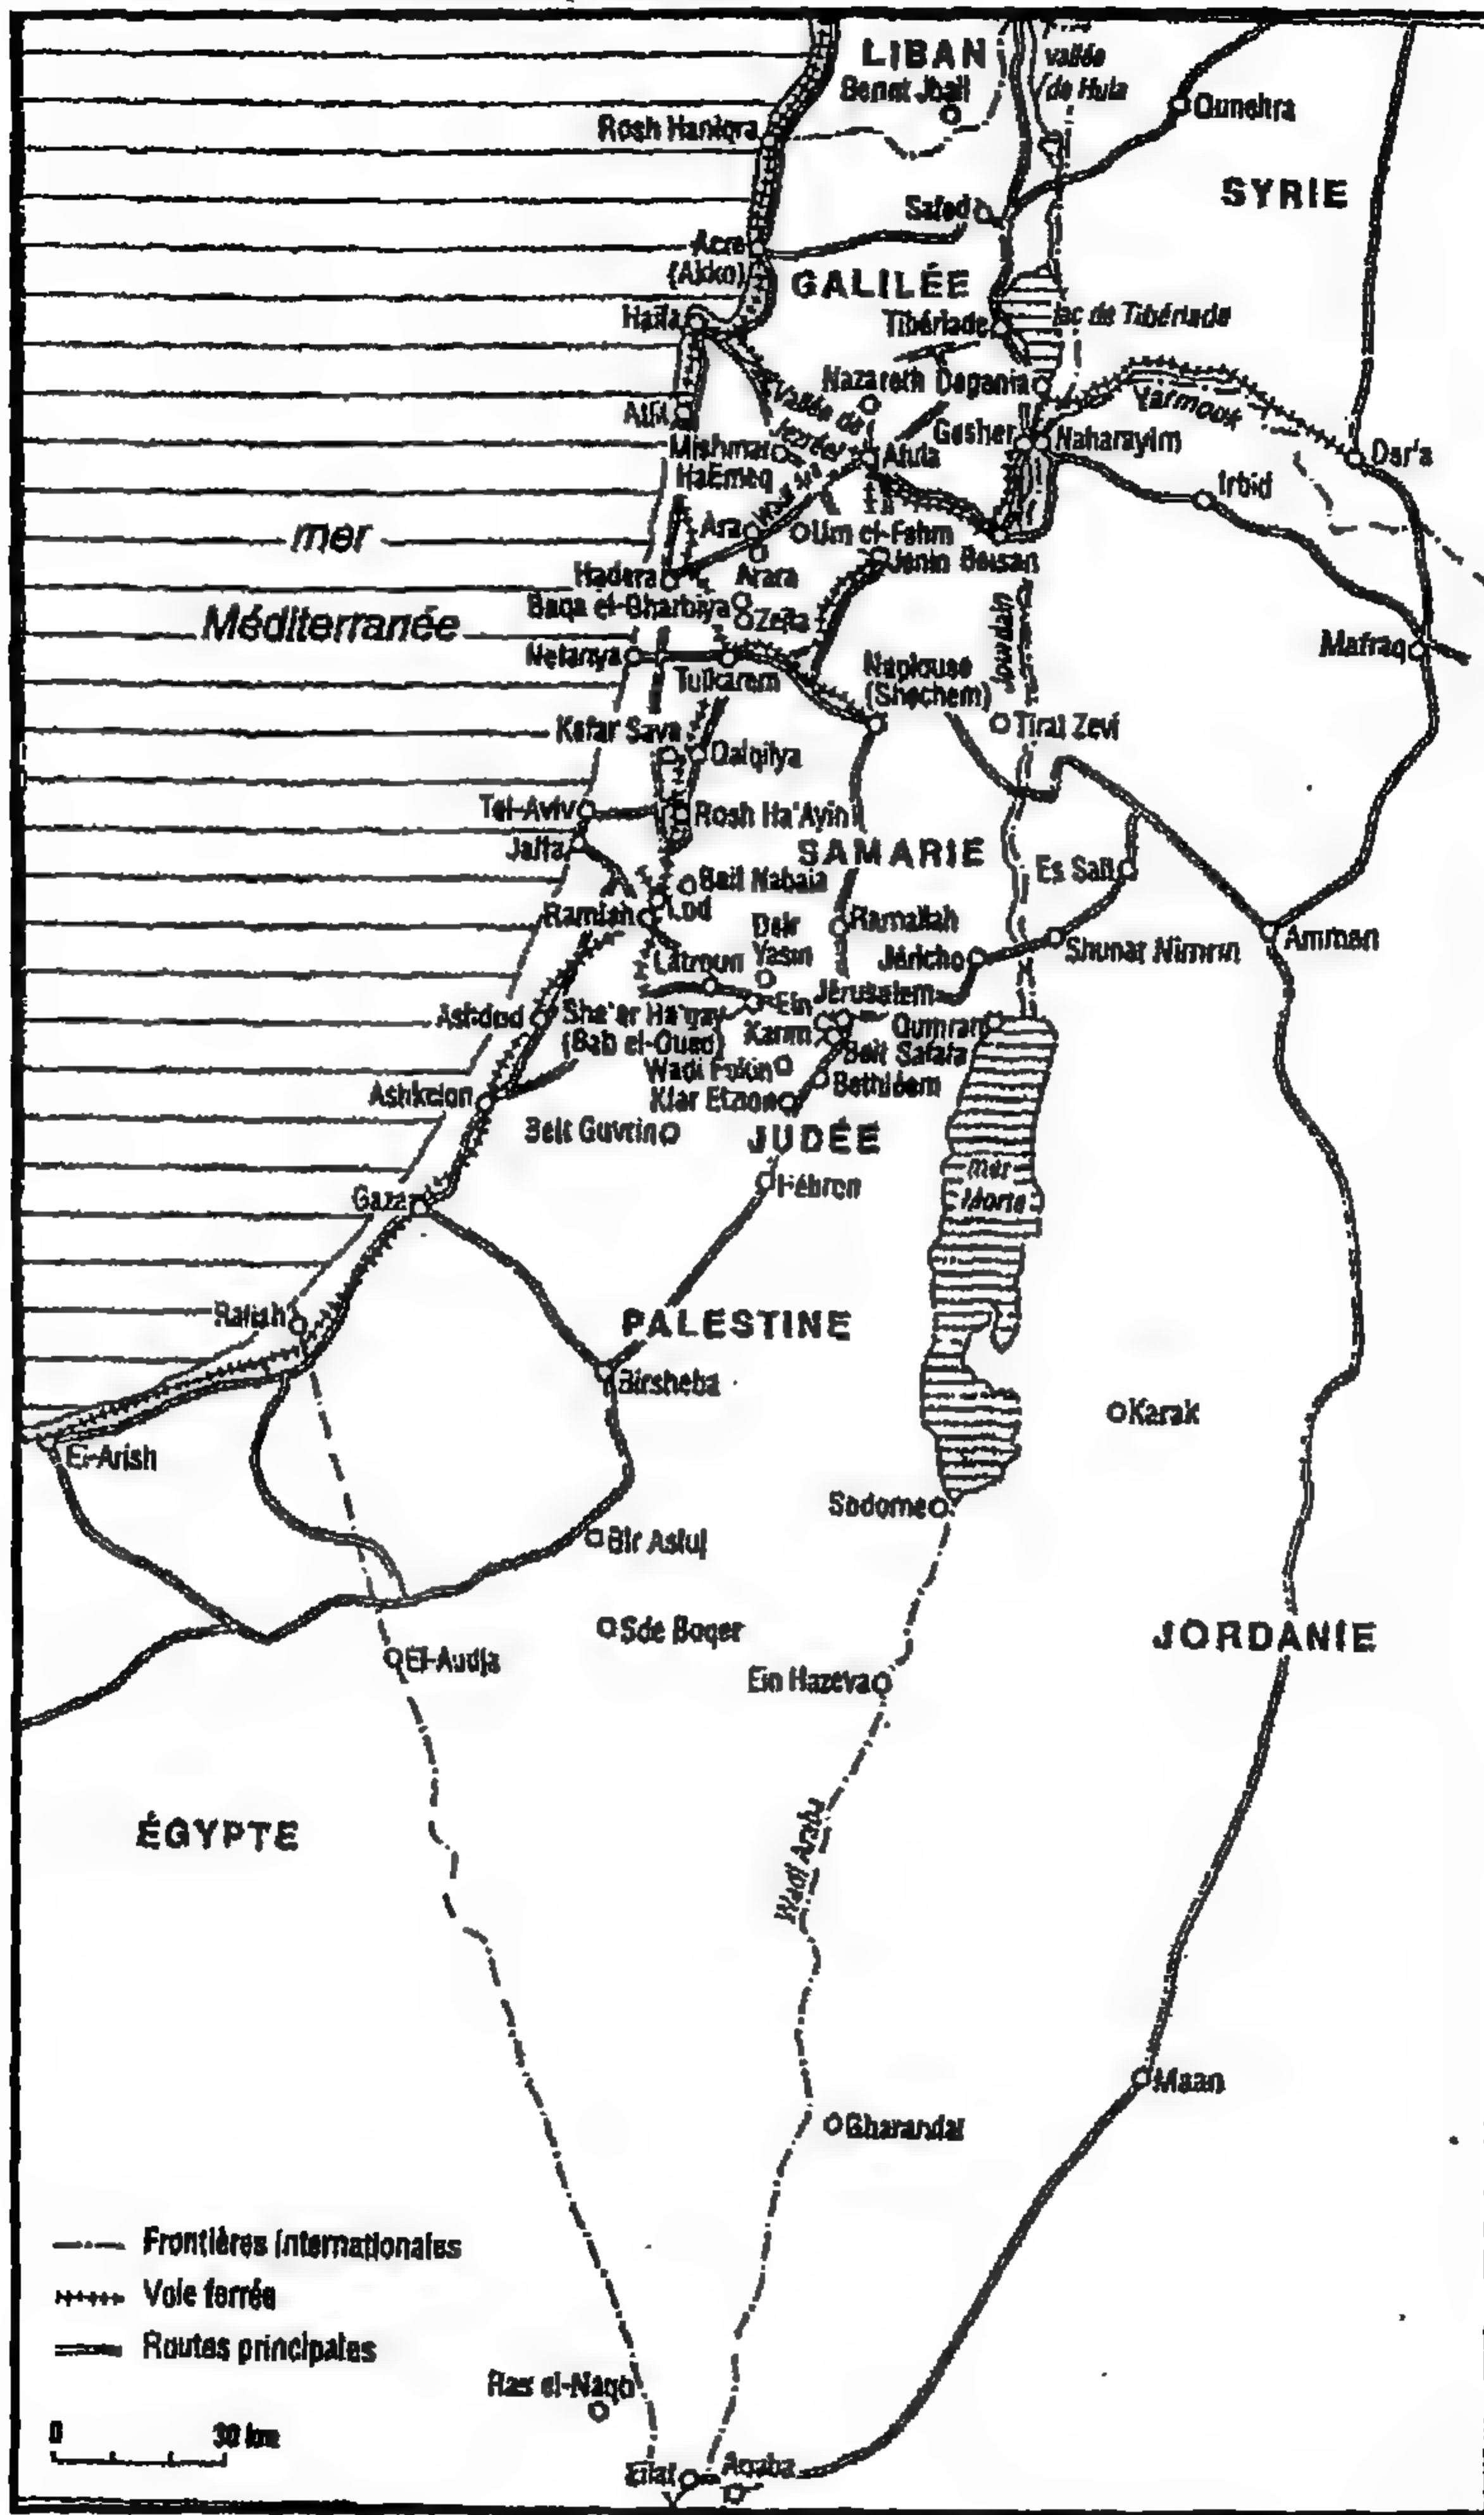 LIBAN
Bennt Jbail
vallée
de Hula
Rosh Haniqra
Quneitra
SYRIE
Safed
Acre
(Akko)
GALILÉE
Haifa
Tibériade
lac de Tibériade
Nazareth
Degania
Yarmouk
Atlit
Vallée de
Jezréel
Gesher
Naharayim
Mishmar
HaEmeq
Afula
Der'a
Irbid
mer
Ara
Um el-Fahm
Jenin
Beisan
Hadera
Arara
Baqa el-Gharbiya
Zeita
Méditerranée
Jourdain
Netanya
Tulkarem
Naplouse
(Shechem)
Mafraq
Tirat Zevi
Kefar Sava
Qalqilya
Tel-Aviv
Rosh Ha'Ayin
Jaffa
SAMARIE
Es Salt
Beit Nabala
Ramlah
Lod
Deir
Yasin
Ramallah
Amman
Latroun
Jéricho
Shunat Nimrin
Jérusalem
Ashdod
Sha'ar Ha'gay
(Bab el-Oued)
Ein
Karim
Qumran
Beit Safafa
Wadi Fukin
Bethléem
Ashkelon
Kfar Etzion
Beit Guvrin
JUDÉE
mer
Morte
Gaza
Hébron
Rafiah
PALESTINE
Birsheba
Karak
El-Arish
Sodome
Bir Asluj
Sde Boqer
JORDANIE
El-Audja
Ein Hazeva
ÉGYPTE
Wadi Araba
Maan
Gharandal
Frontières internationales
Voie ferrée
Routes principales
Ras el-Naqb
0 30 km
Eilat
Aqaba